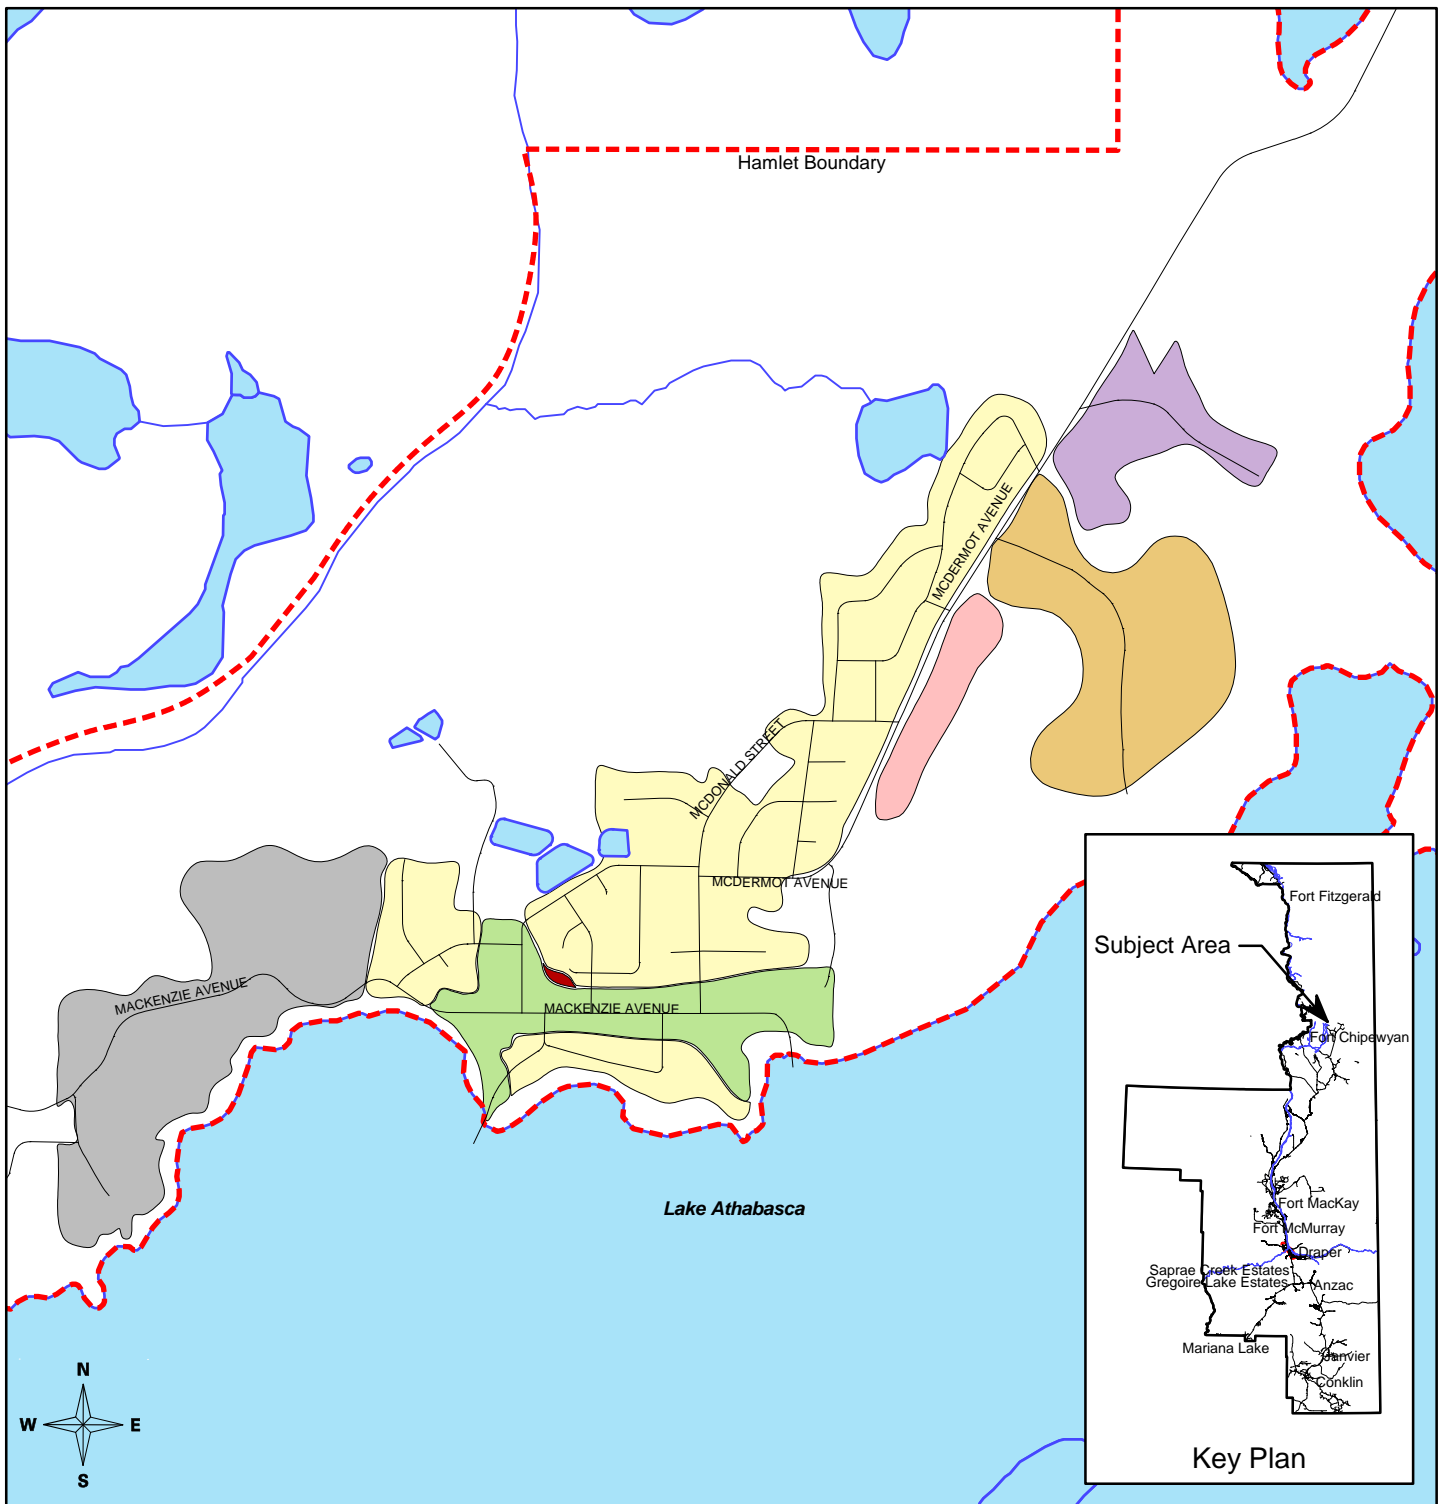 Hamlet Boundary
MCDERMOT AVENUE
MCDONALD STREET
MCDERMOT AVENUE
MACKENZIE AVENUE
MACKENZIE AVENUE
Lake Athabasca
N
W E
S
Fort Fitzgerald
Subject Area
Fort Chipewyan
Fort MacKay
Fort McMurray
Draper
Saprae Creek Estates
Gregoire Lake Estates
Anzac
Mariana Lake
Janvier
Conklin
Key Plan